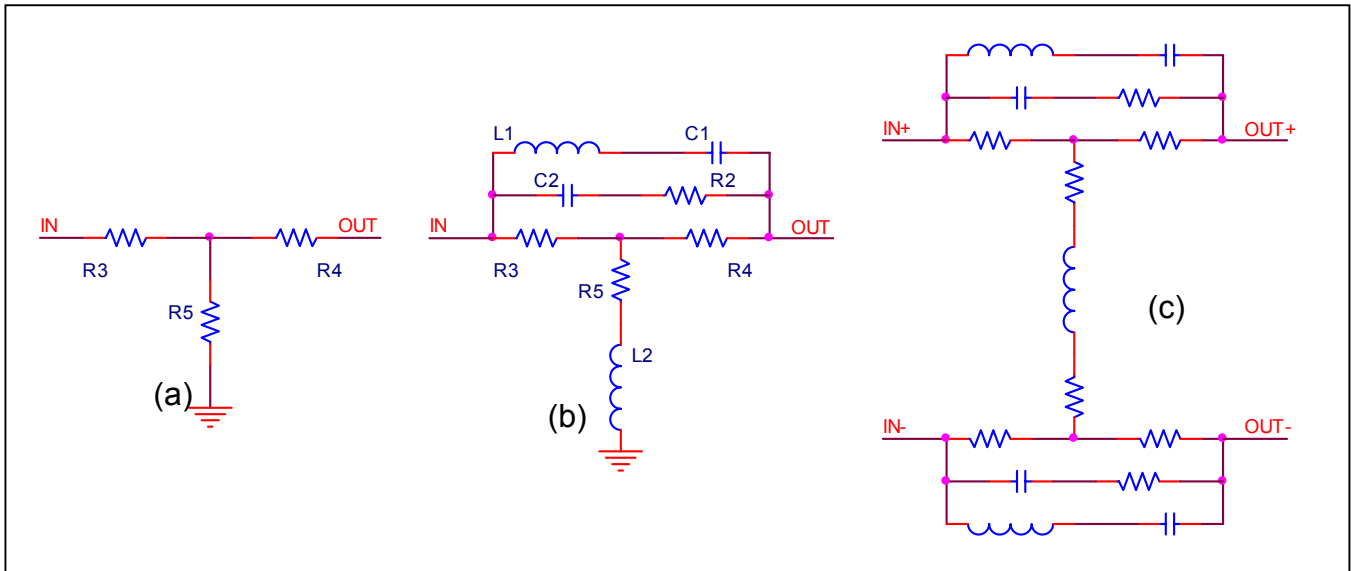 IN
OUT
R3
R4
R5
(a)
L1
C1
C2
R2
IN
OUT
R3
R4
R5
L2
(b)
IN+
OUT+
(c)
IN-
OUT-